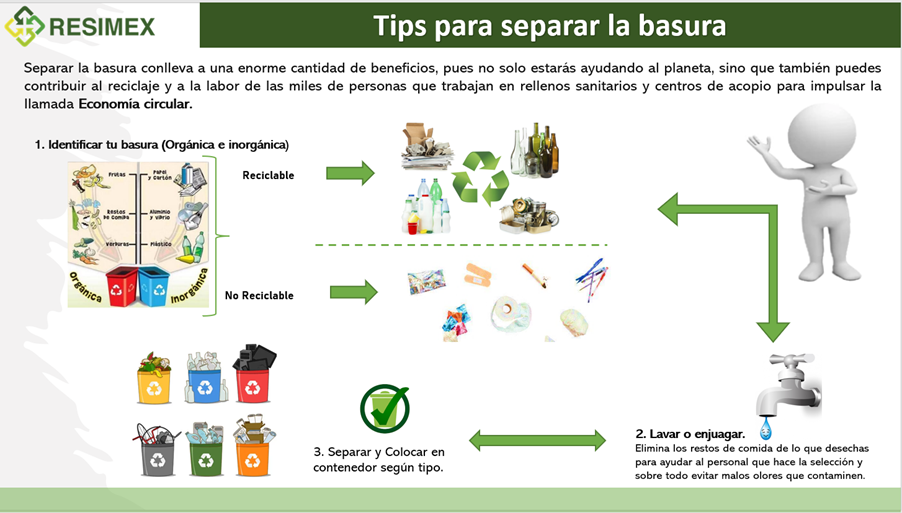 RESIMEX
Tips para separar la basura
Separar la basura conlleva a una enorme cantidad de beneficios, pues no solo estarás ayudando al planeta, sino que también puedes
contribuir al reciclaje y a la labor de las miles de personas que trabajan en rellenos sanitarios y centros de acopio para impulsar la
llamada Economía circular.
1. Identificar tu basura (Orgánica e inorgánica)
Frutas
Papel
y cartón
Restos
de comida
Aluminio
y vidrio
Verduras
Plástico
Orgánica
Inorgánica
Reciclable
No Reciclable
3. Separar y Colocar en
contenedor según tipo.
2. Lavar o enjuagar.
Elimina los restos de comida de lo que desechas
para ayudar al personal que hace la selección y
sobre todo evitar malos olores que contaminen.